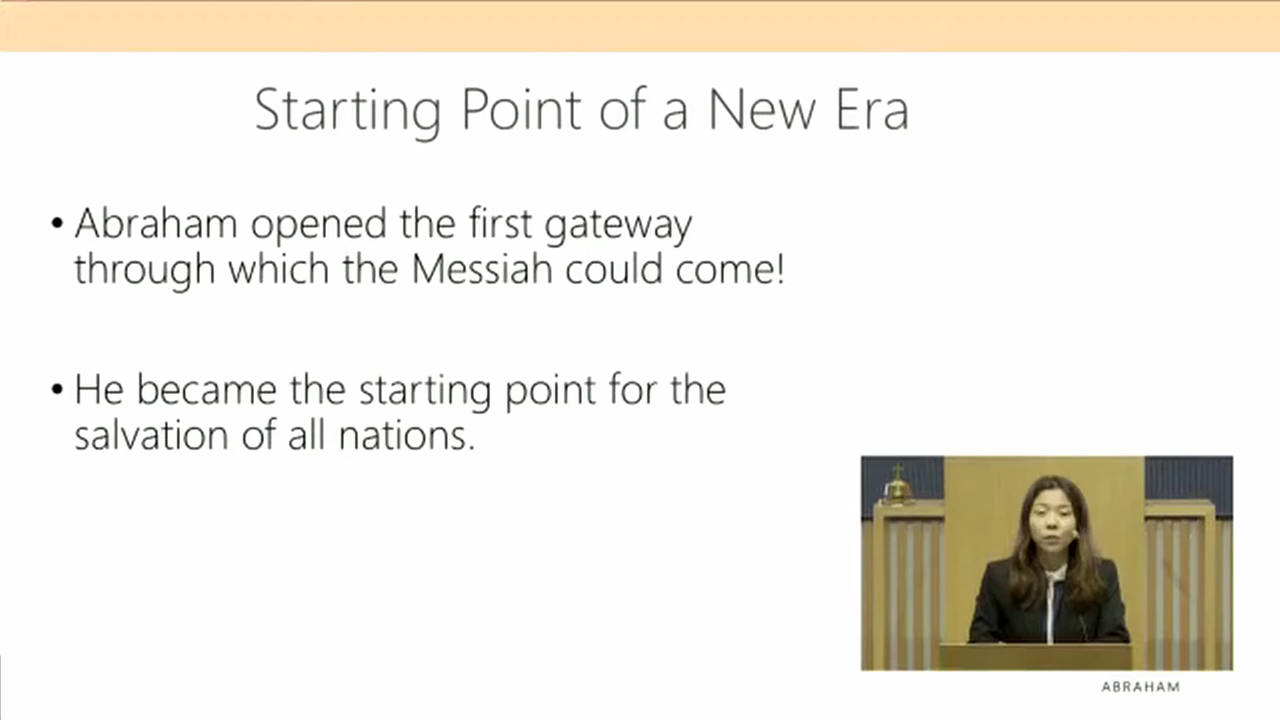 Starting Point of a New Era
• Abraham opened the first gateway
through which the Messiah could come!
• He became the starting point for the
salvation of all nations.
ABRAHAM